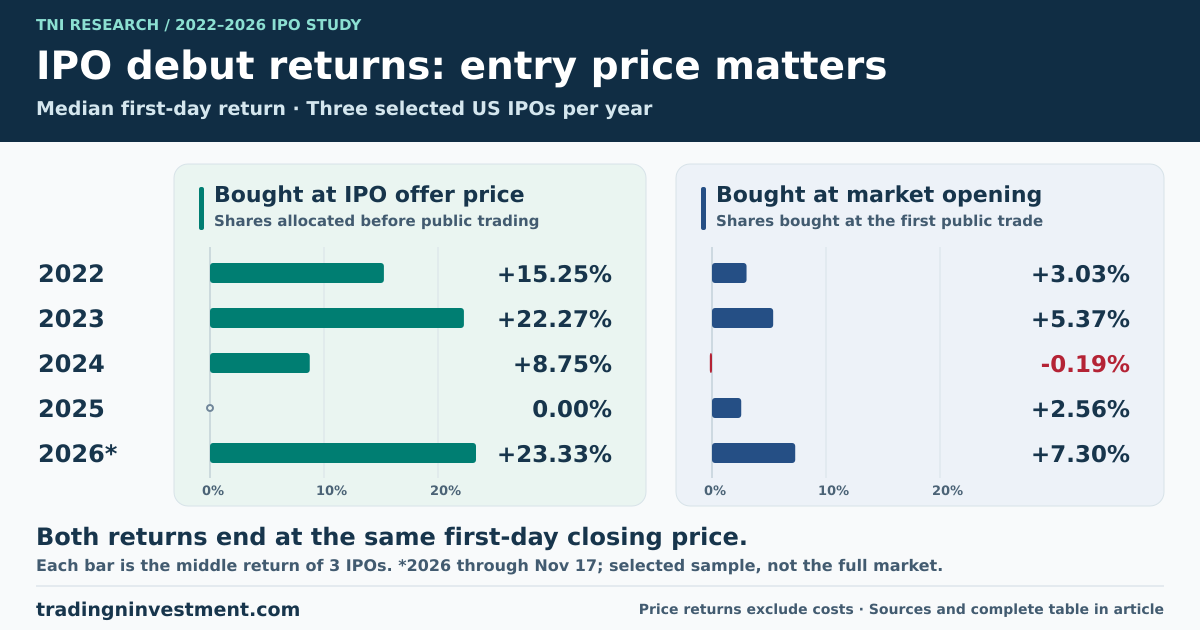 TNI RESEARCH / 2022–2026 IPO STUDY
IPO debut returns: entry price matters
Median first-day return · Three selected US IPOs per year
Bought at IPO offer price
Shares allocated before public trading
Bought at market opening
Shares bought at the first public trade
2022 +15.25% +3.03%
2023 +22.27% +5.37%
2024 +8.75% -0.19%
2025 0.00% +2.56%
2026* +23.33% +7.30%
0% 10% 20% 0% 10% 20%
Both returns end at the same first-day closing price.
Each bar is the middle return of 3 IPOs. *2026 through Nov 17; selected sample, not the full market.
tradingninvestment.com
Price returns exclude costs · Sources and complete table in article